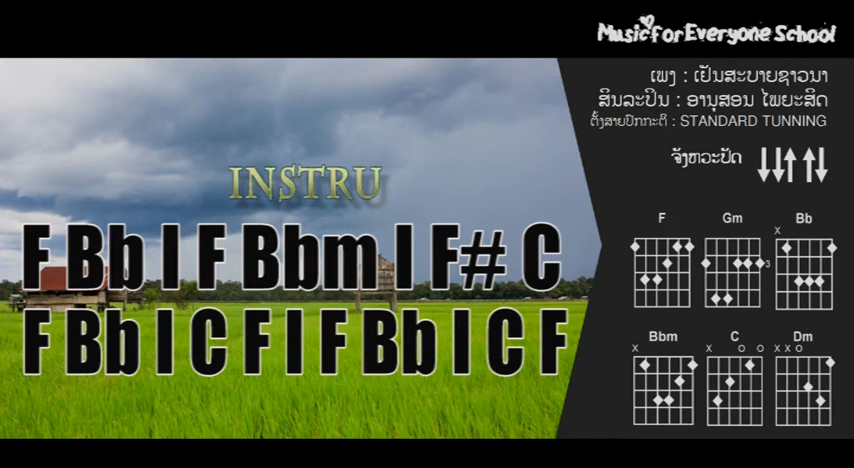 Music For Everyone School
ເພງ : ເຢັນສະບາຍຊາວນາ
ສິນລະປິນ : ອານຸສອນ ໄພຍະສິດ
ຕັ້ງສາຍປົກກະຕິ : STANDARD TUNNING
ຈັງຫວະປັດ
INSTRU
F Bb I F Bbm I F# C
F Bb I C F I F Bb I C F
F Gm Bb
X
3
Bbm C Dm
X X O O X X O